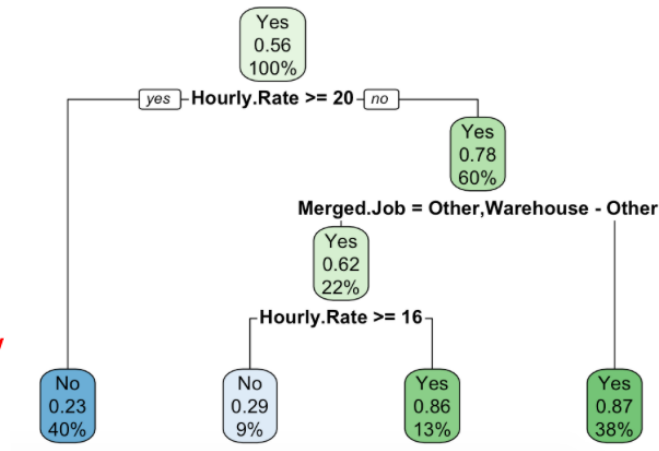 Yes
0.56
100%
yes Hourly.Rate >= 20 no
Yes
0.78
60%
Merged.Job = Other,Warehouse - Other
Yes
0.62
22%
Hourly.Rate >= 16
No
0.23
40%
No
0.29
9%
Yes
0.86
13%
Yes
0.87
38%